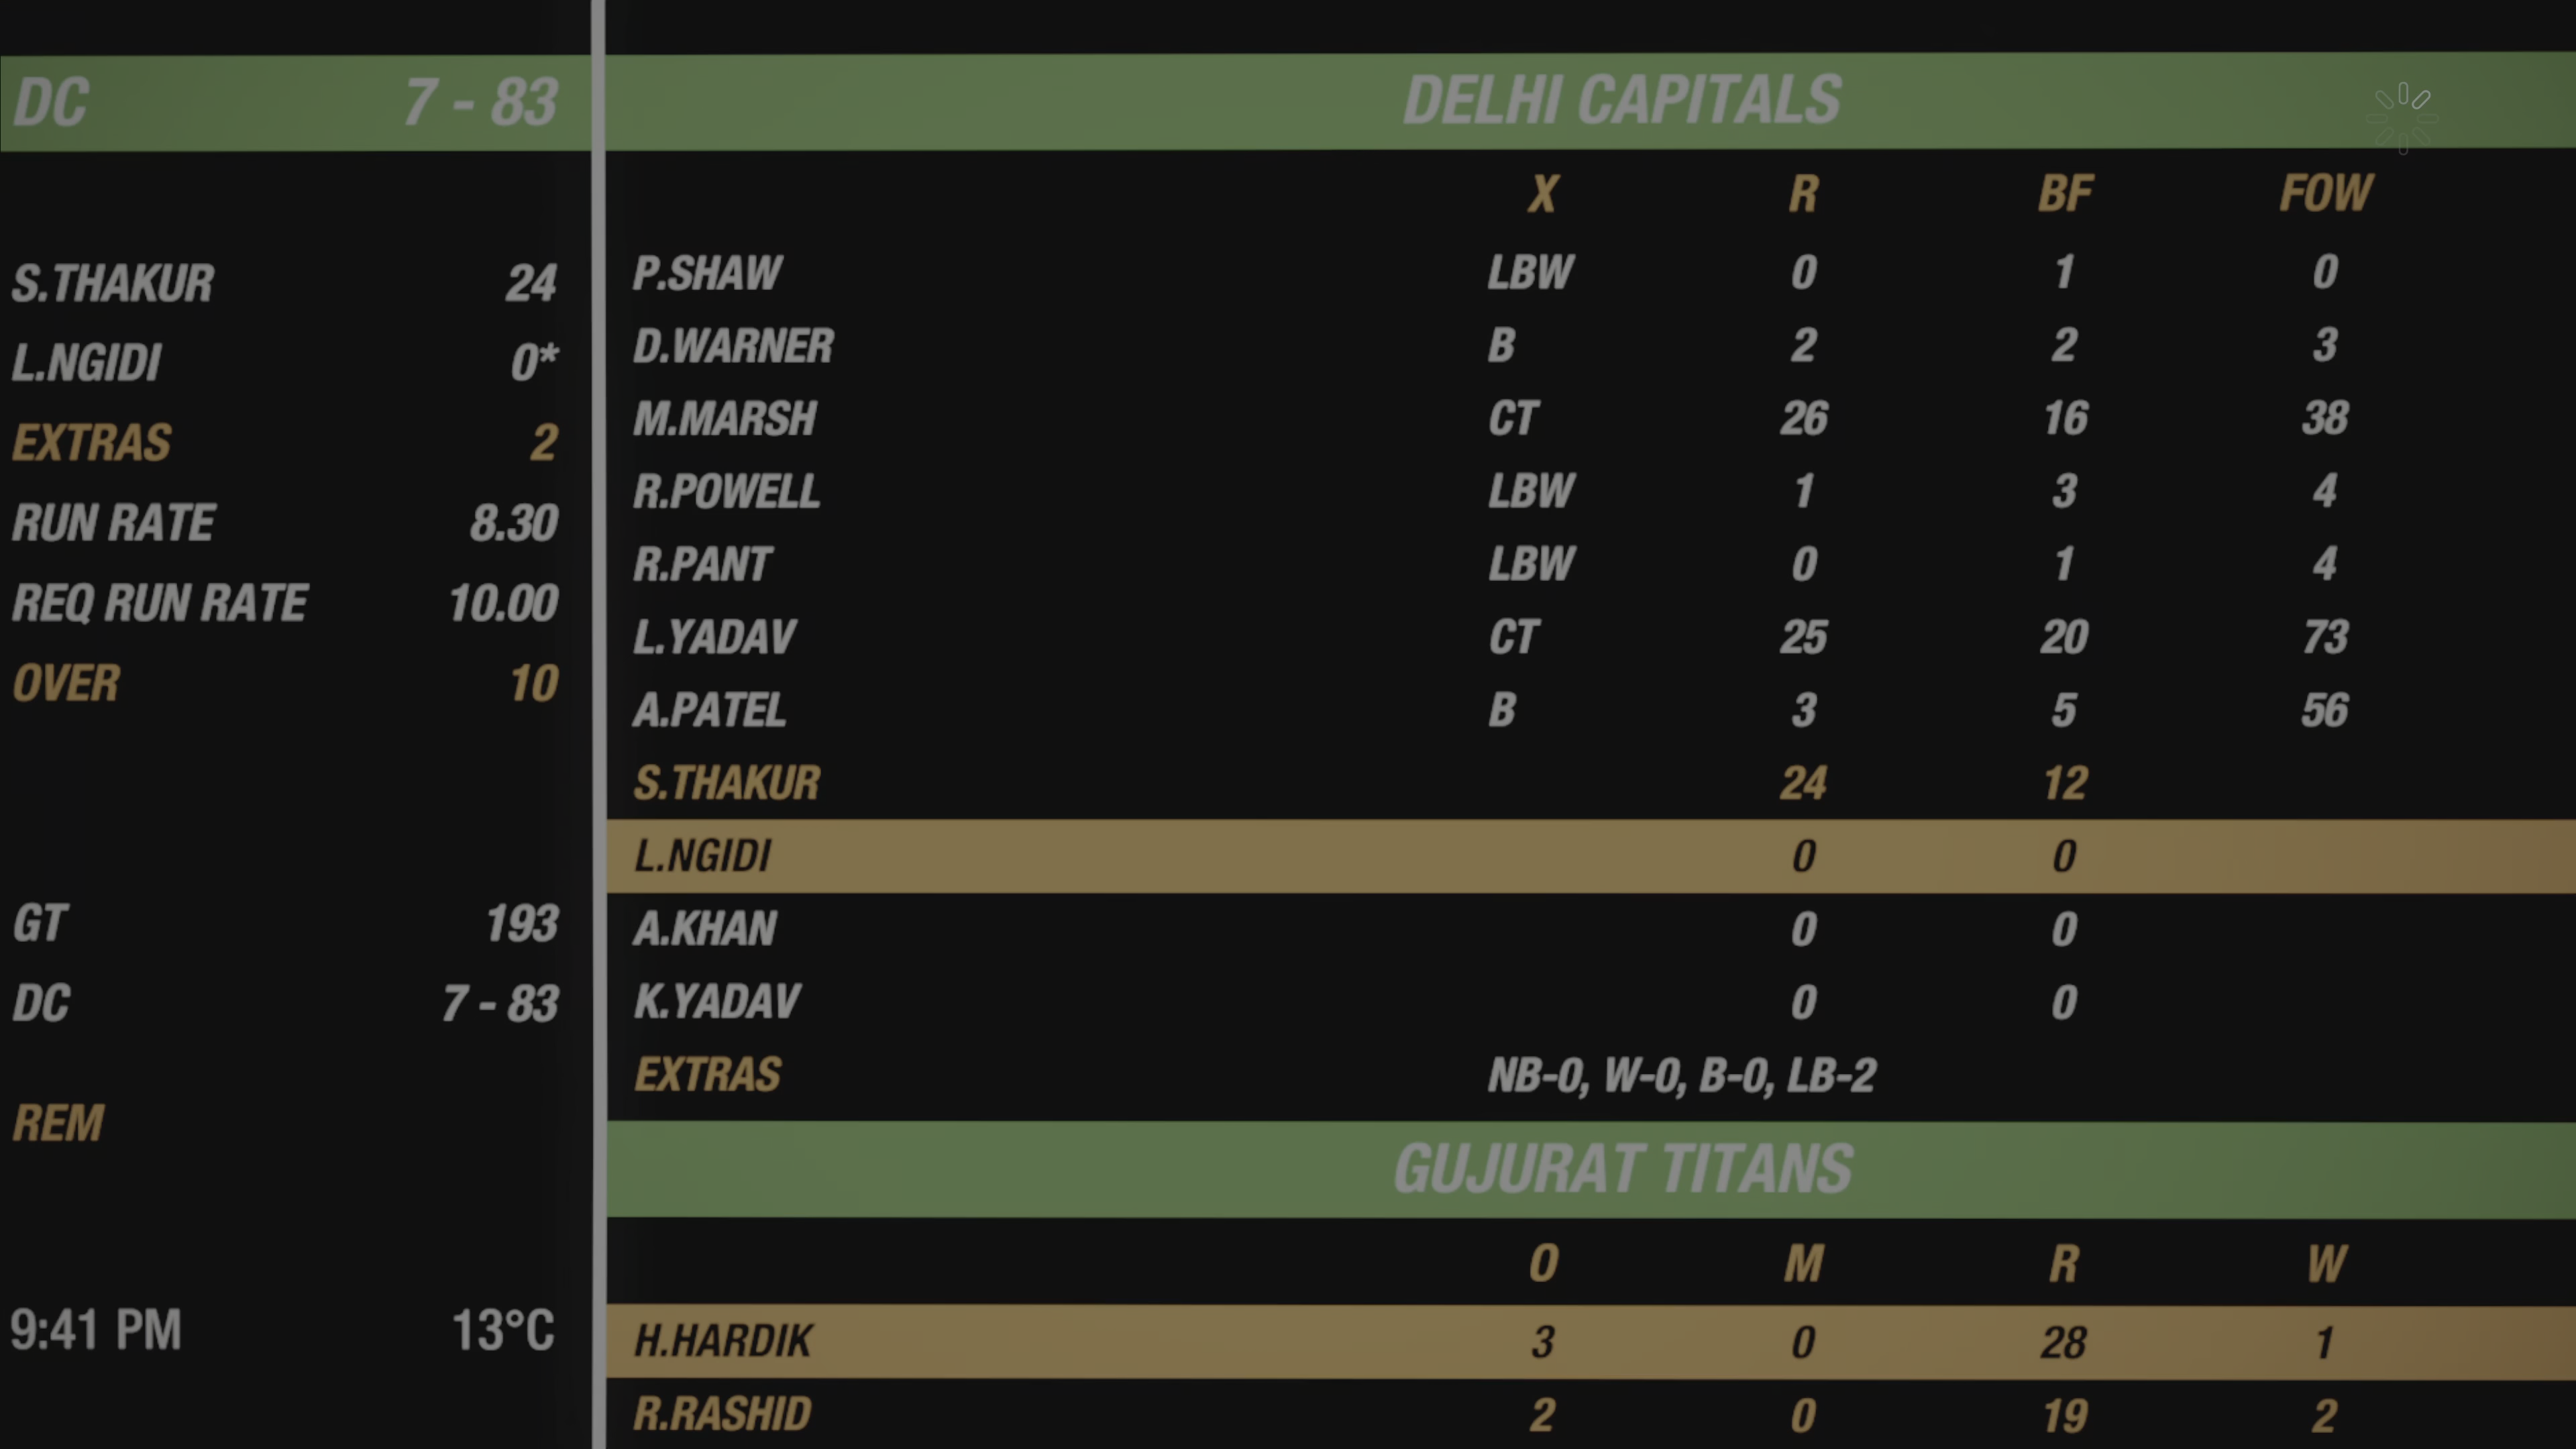 DC 7 - 83
S.THAKUR 24
L.NGIDI 0*
EXTRAS 2
RUN RATE 8.30
REQ RUN RATE 10.00
OVER 10
GT 193
DC 7 - 83
REM
9:41 PM 13°C
DELHI CAPITALS
X R BF FOW
P.SHAW LBW 0 1 0
D.WARNER B 2 2 3
M.MARSH CT 26 16 38
R.POWELL LBW 1 3 4
R.PANT LBW 0 1 4
L.YADAV CT 25 20 73
A.PATEL B 3 5 56
S.THAKUR 24 12
L.NGIDI 0 0
A.KHAN 0 0
K.YADAV 0 0
EXTRAS NB-0, W-0, B-0, LB-2
GUJURAT TITANS
O M R W
H.HARDIK 3 0 28 1
R.RASHID 2 0 19 2